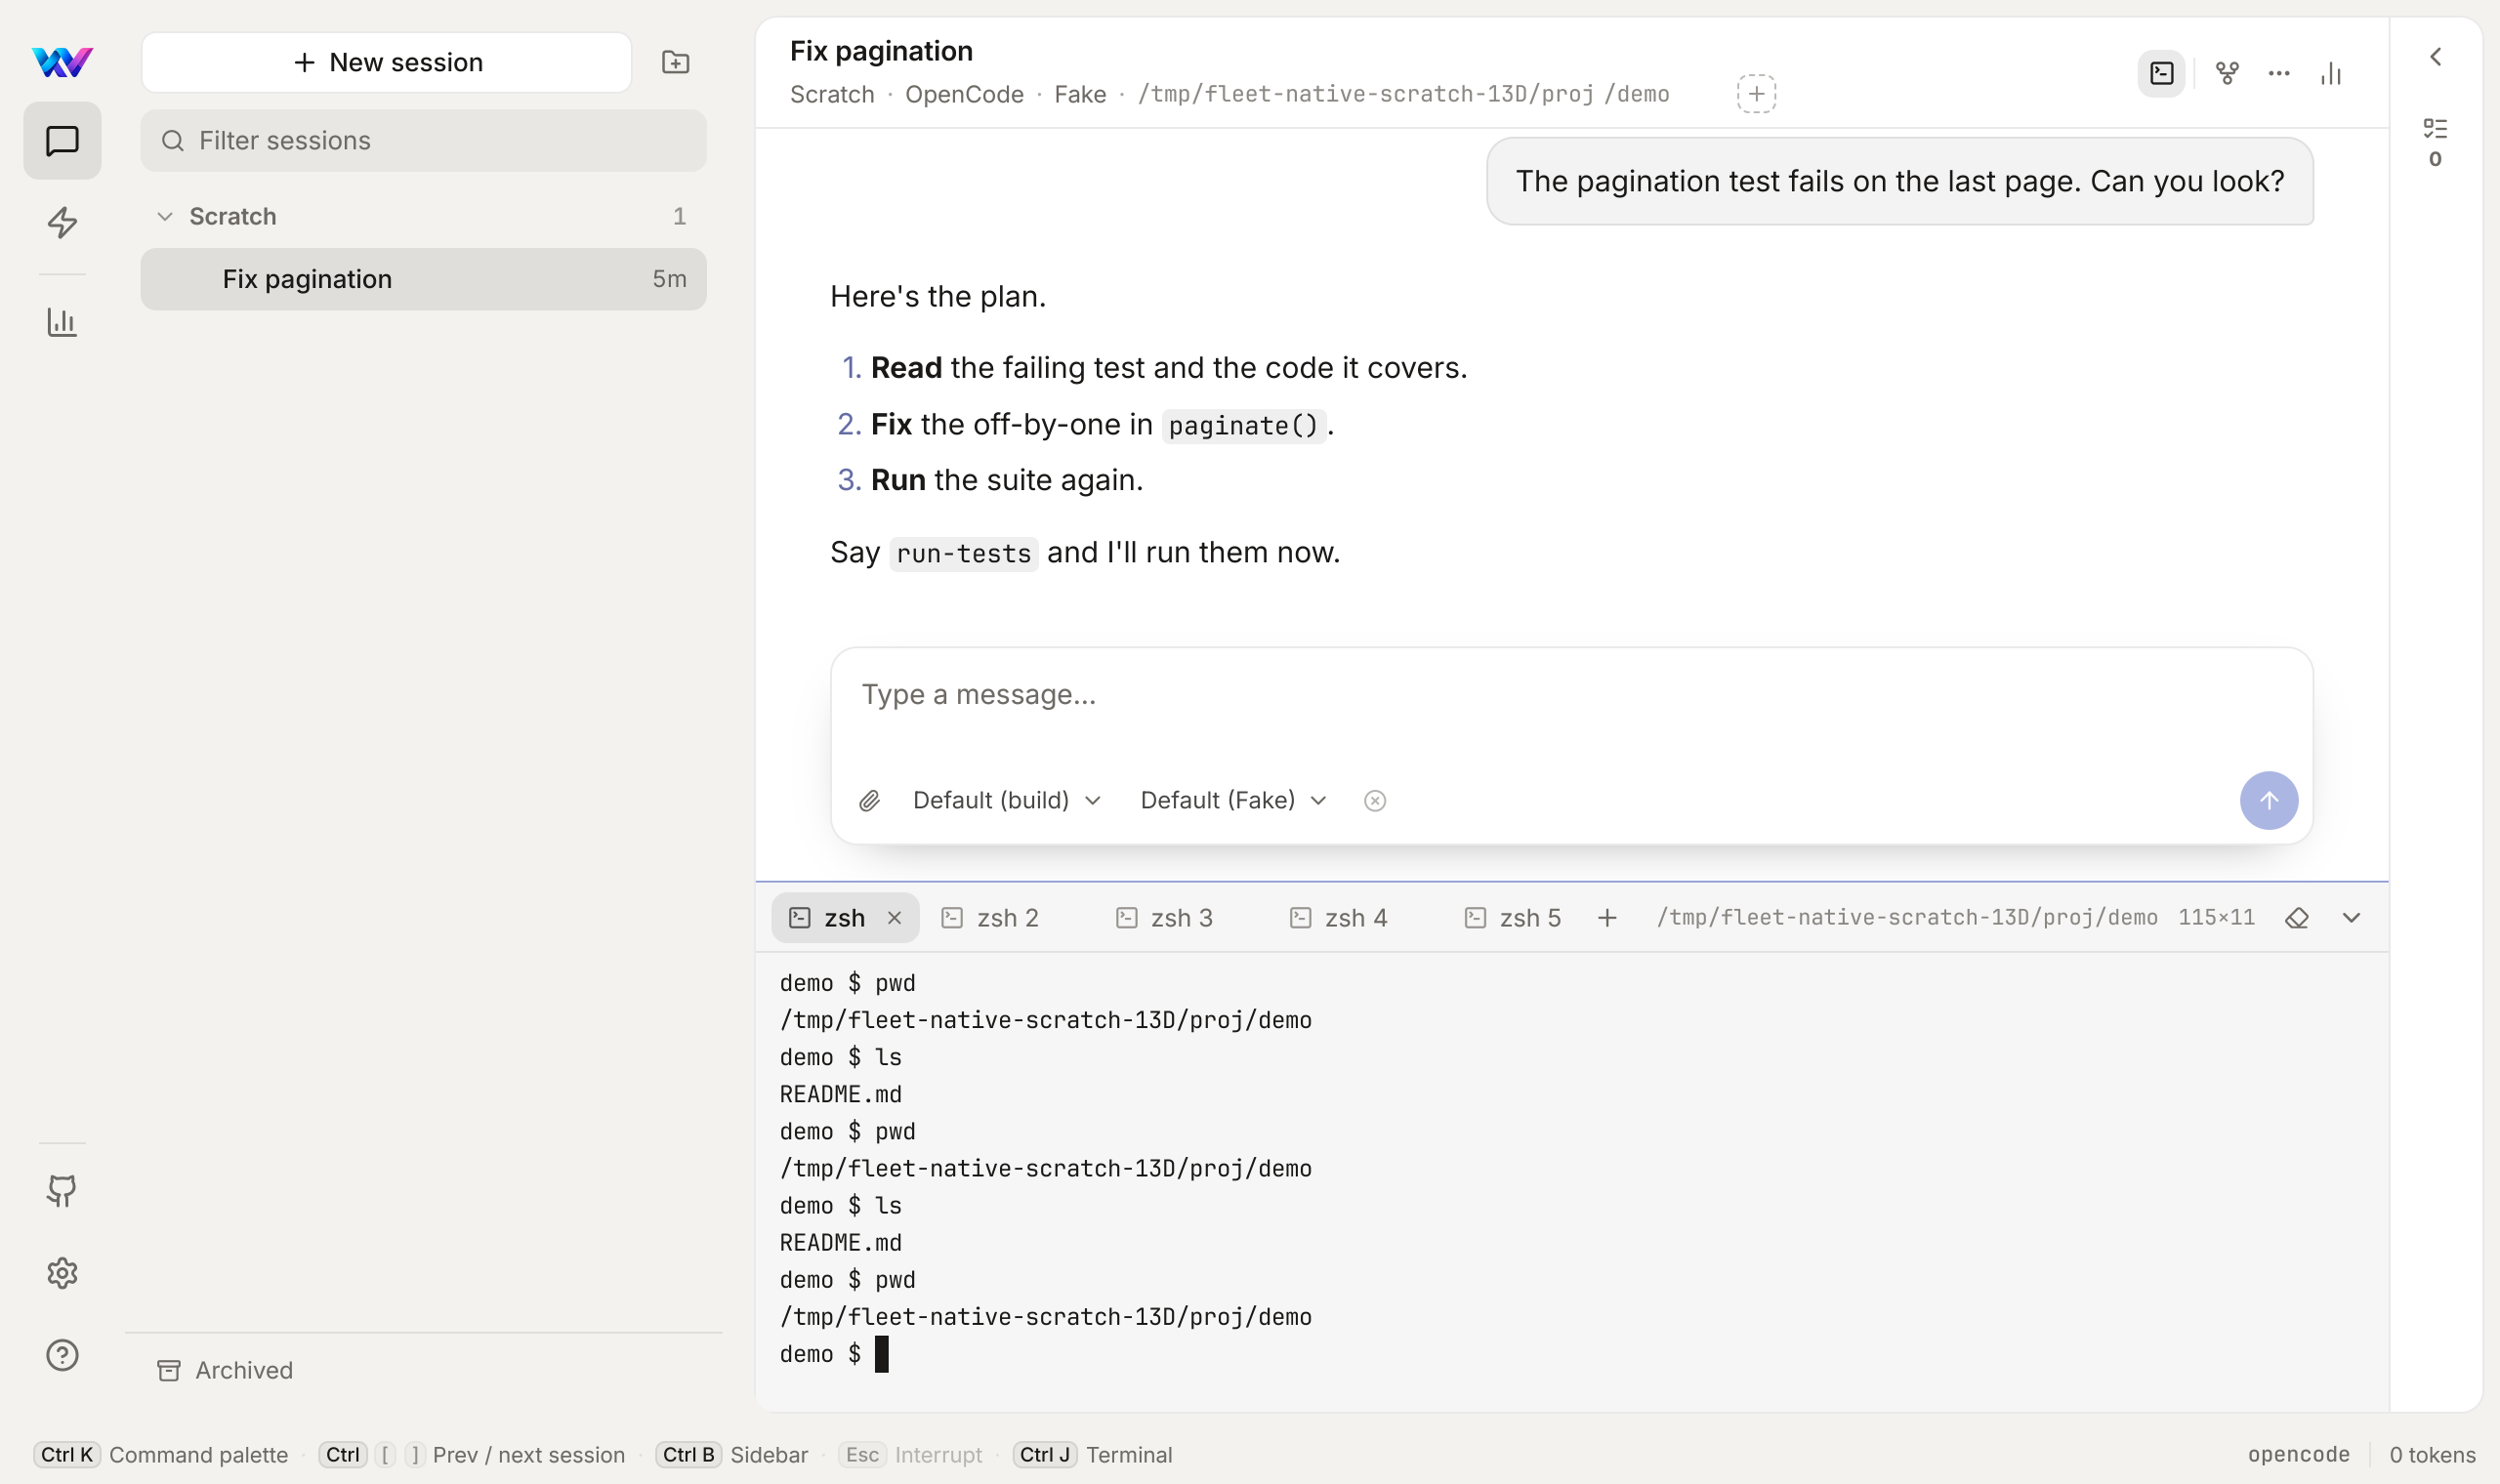 New session
Filter sessions
Scratch 1
Fix pagination 5m
Archived
Fix pagination
Scratch · OpenCode · Fake · /tmp/fleet-native-scratch-13D/proj /demo
0
The pagination test fails on the last page. Can you look?
Here's the plan.
1. Read the failing test and the code it covers.
2. Fix the off-by-one in paginate().
3. Run the suite again.
Say run-tests and I'll run them now.
Type a message...
Default (build) Default (Fake)
zsh zsh 2 zsh 3 zsh 4 zsh 5 /tmp/fleet-native-scratch-13D/proj/demo 115×11
demo $ pwd
/tmp/fleet-native-scratch-13D/proj/demo
demo $ ls
README.md
demo $ pwd
/tmp/fleet-native-scratch-13D/proj/demo
demo $ ls
README.md
demo $ pwd
/tmp/fleet-native-scratch-13D/proj/demo
demo $
Ctrl K Command palette · Ctrl [ ] Prev / next session · Ctrl B Sidebar · Esc Interrupt · Ctrl J Terminal opencode 0 tokens